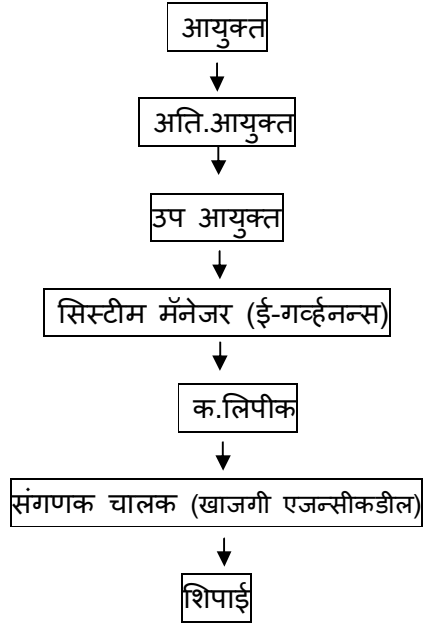 आयुक्त
अति.आयुक्त
उप आयुक्त
सिस्टीम मॅनेजर (ई-गर्व्हनन्स)
क.लिपीक
संगणक चालक (खाजगी एजन्सीकडील)
शिपाई